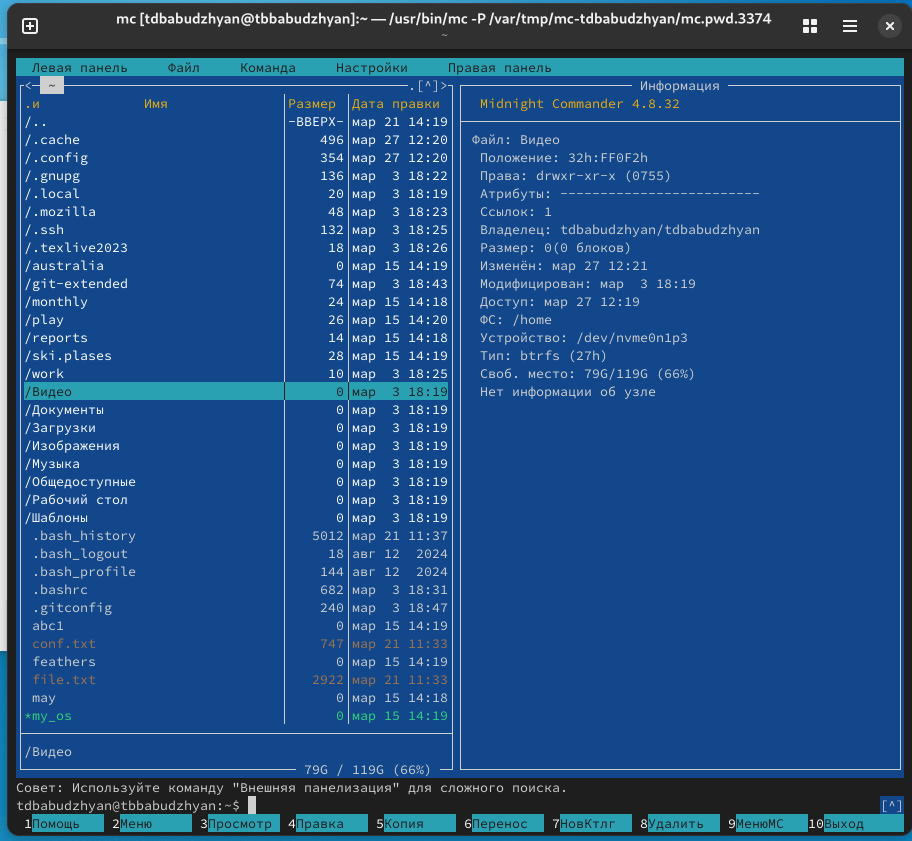 mc [tdbabudzhyan@tbbabudzhyan]:~ — /usr/bin/mc -P /var/tmp/mc-tdbabudzhyan/mc.pwd.3374
~
Левая панель Файл Команда Настройки Правая панель
<─ ~ .[^]>
.и Имя Размер Дата правки
/.. -ВВЕРХ- мар 21 14:19
/.cache 496 мар 27 12:20
/.config 354 мар 27 12:20
/.gnupg 136 мар 3 18:22
/.local 20 мар 3 18:19
/.mozilla 48 мар 3 18:23
/.ssh 132 мар 3 18:25
/.texlive2023 18 мар 3 18:26
/australia 0 мар 15 14:19
/git-extended 74 мар 3 18:43
/monthly 24 мар 15 14:18
/play 26 мар 15 14:20
/reports 14 мар 15 14:18
/ski.plases 28 мар 15 14:19
/work 10 мар 3 18:25
/Видео 0 мар 3 18:19
/Документы 0 мар 3 18:19
/Загрузки 0 мар 3 18:19
/Изображения 0 мар 3 18:19
/Музыка 0 мар 3 18:19
/Общедоступные 0 мар 3 18:19
/Рабочий стол 0 мар 3 18:19
/Шаблоны 0 мар 3 18:19
.bash_history 5012 мар 21 11:37
.bash_logout 18 авг 12 2024
.bash_profile 144 авг 12 2024
.bashrc 682 мар 3 18:31
.gitconfig 240 мар 3 18:47
abc1 0 мар 15 14:19
conf.txt 747 мар 21 11:33
feathers 0 мар 15 14:19
file.txt 2922 мар 21 11:33
may 0 мар 15 14:18
*my_os 0 мар 15 14:19
/Видео
79G / 119G (66%)
Информация
Midnight Commander 4.8.32
Файл: Видео
Положение: 32h:FF0F2h
Права: drwxr-xr-x (0755)
Атрибуты: -------------------------
Ссылок: 1
Владелец: tdbabudzhyan/tdbabudzhyan
Размер: 0(0 блоков)
Изменён: мар 27 12:21
Модифицирован: мар 3 18:19
Доступ: мар 27 12:19
ФС: /home
Устройство: /dev/nvme0n1p3
Тип: btrfs (27h)
Своб. место: 79G/119G (66%)
Нет информации об узле
Совет: Используйте команду "Внешняя панелизация" для сложного поиска.
tdbabudzhyan@tbbabudzhyan:~$ [^]
1Помощь 2Меню 3Просмотр 4Правка 5Копия 6Перенос 7НовКтлг 8Удалить 9МенюМС 10Выход